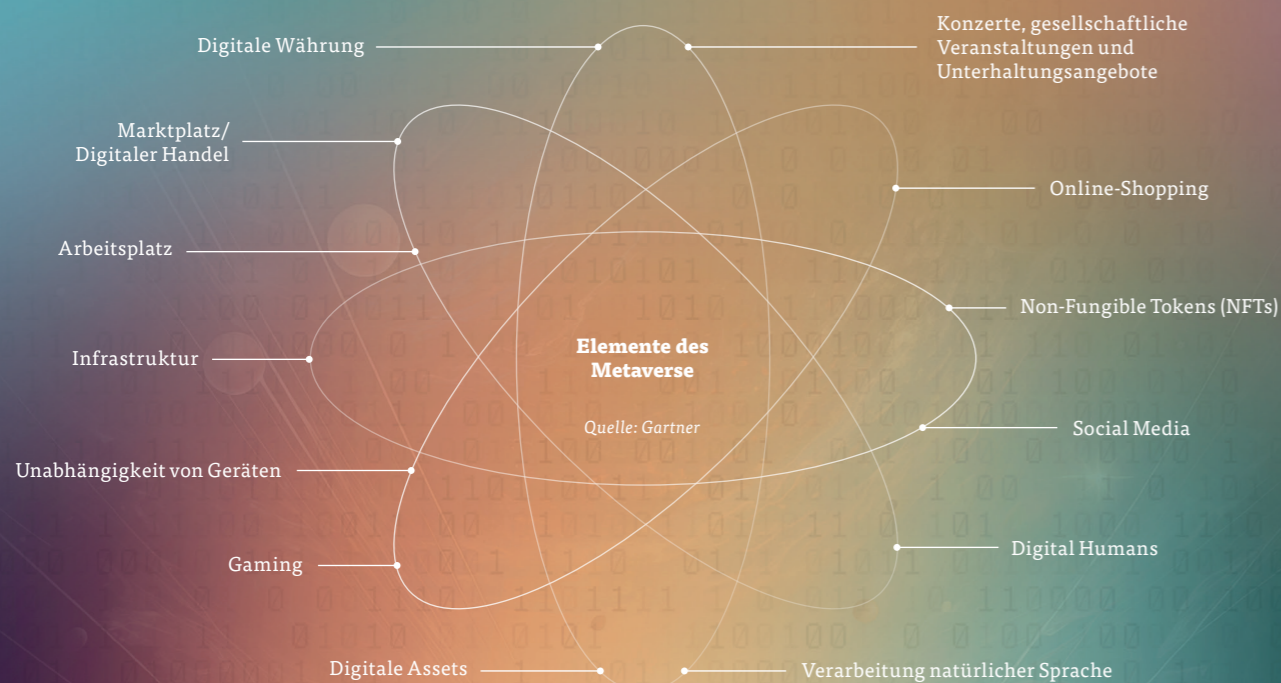 Digitale Währung
Konzerte, gesellschaftliche
Veranstaltungen und
Unterhaltungsangebote
Marktplatz/
Digitaler Handel
Online-Shopping
Arbeitsplatz
Non-Fungible Tokens (NFTs)
Elemente des
Metaverse
Infrastruktur
Quelle: Gartner
Social Media
Unabhängigkeit von Geräten
Digital Humans
Gaming
Digitale Assets
Verarbeitung natürlicher Sprache